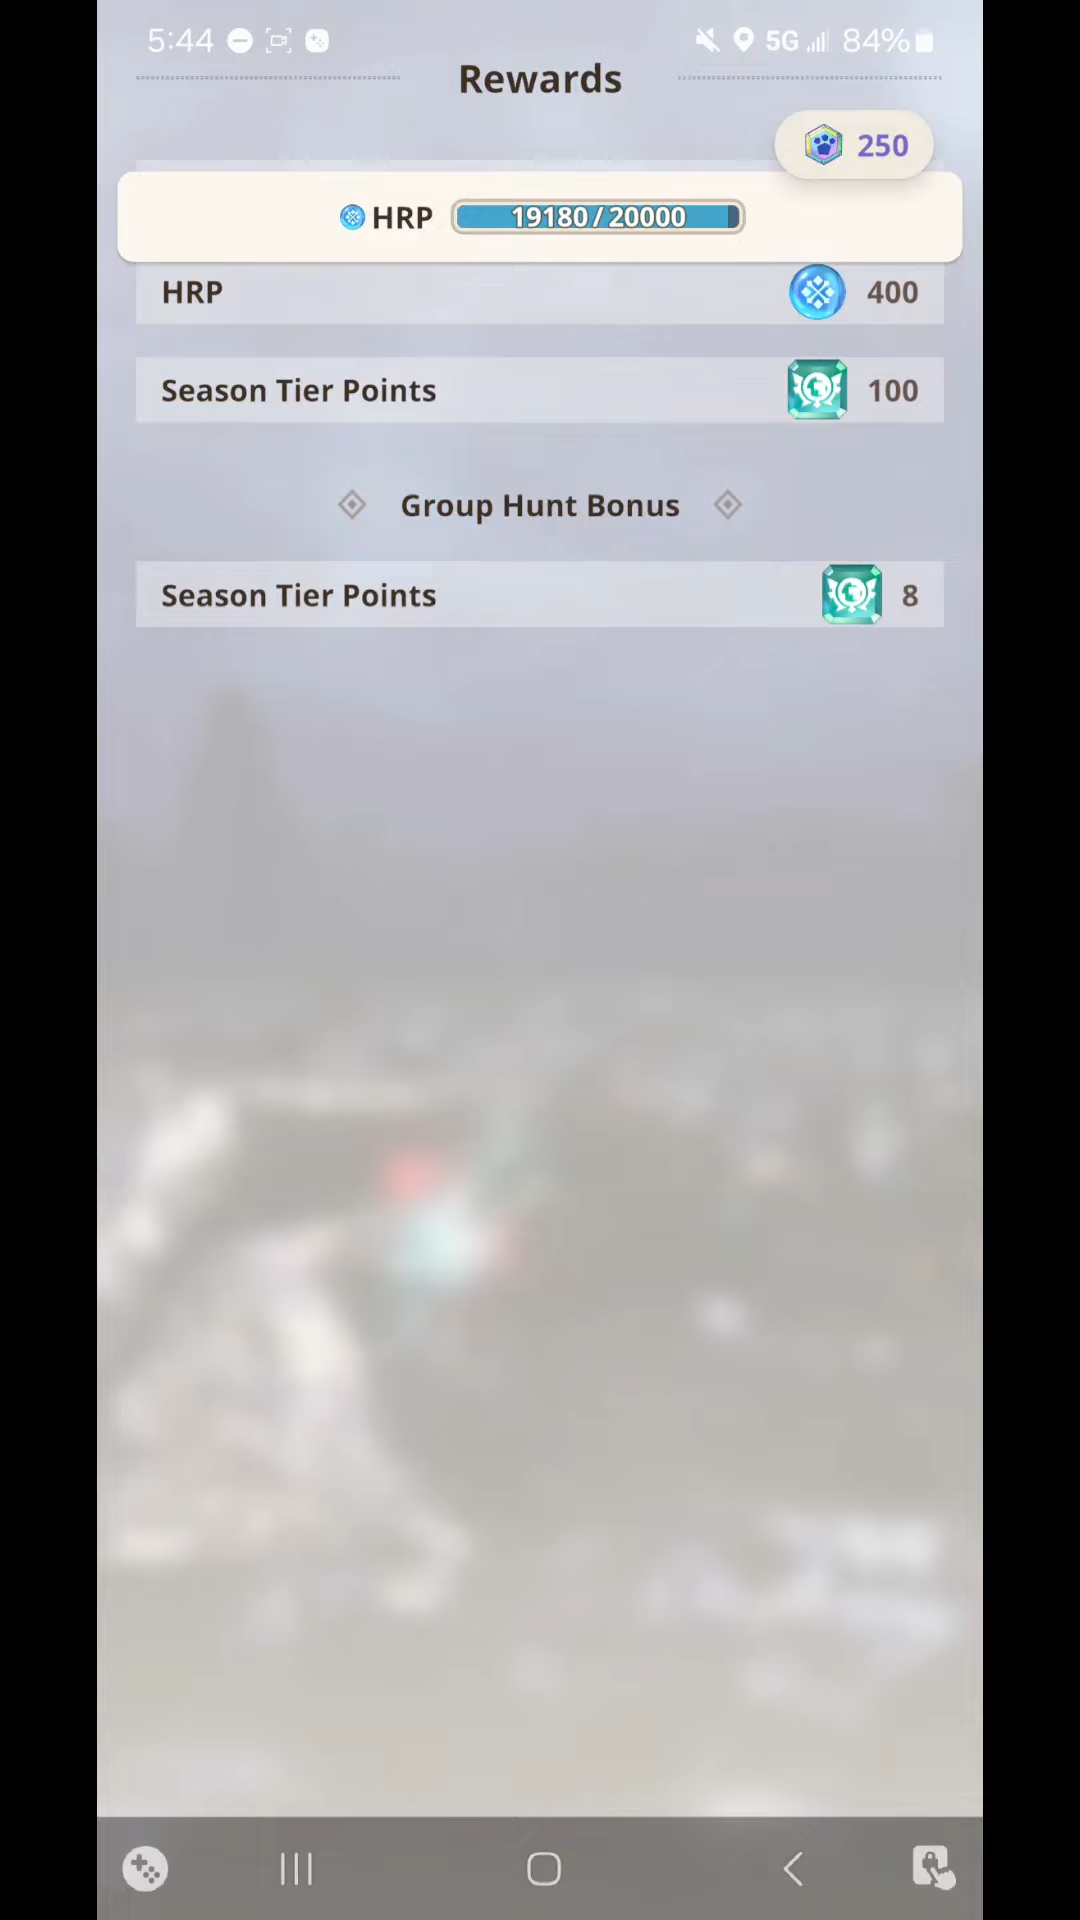 5:44 5G 84%
Rewards
250
HRP 19180/20000
HRP 400
Season Tier Points 100
Group Hunt Bonus
Season Tier Points 8